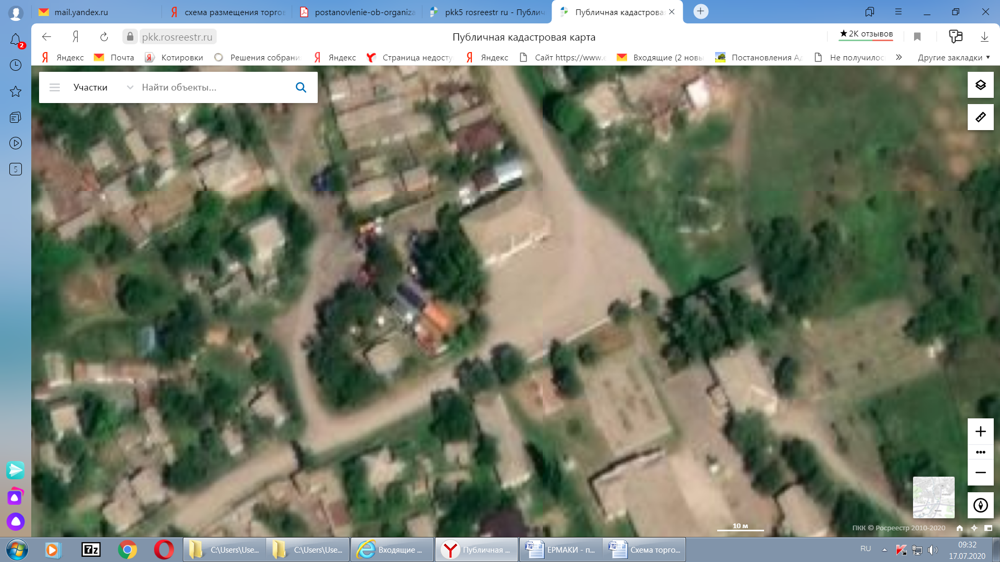 mail.yandex.ru
схема размещения торгов
postanovlenie-ob-organiza
pkk5 rosreestr ru - Публич
Публичная кадастрова
2
pkk.rosreestr.ru
Публичная кадастровая карта
★2К отзывов
Яндекс
Почта
Котировки
Решения собрани
Яндекс
Страница недосту
Яндекс
Сайт https://www.e
Входящие (2 новы
Постановления Ад
Не получилос
Другие закладки
5
Участки
Найти объекты...
10 м
ПКК © Росреестр 2010-2020
C:\Users\Use...
C:\Users\Use...
Входящие ...
Публичная ...
ЕРМАКИ - п...
Схема торго...
RU
09:32
17.07.2020